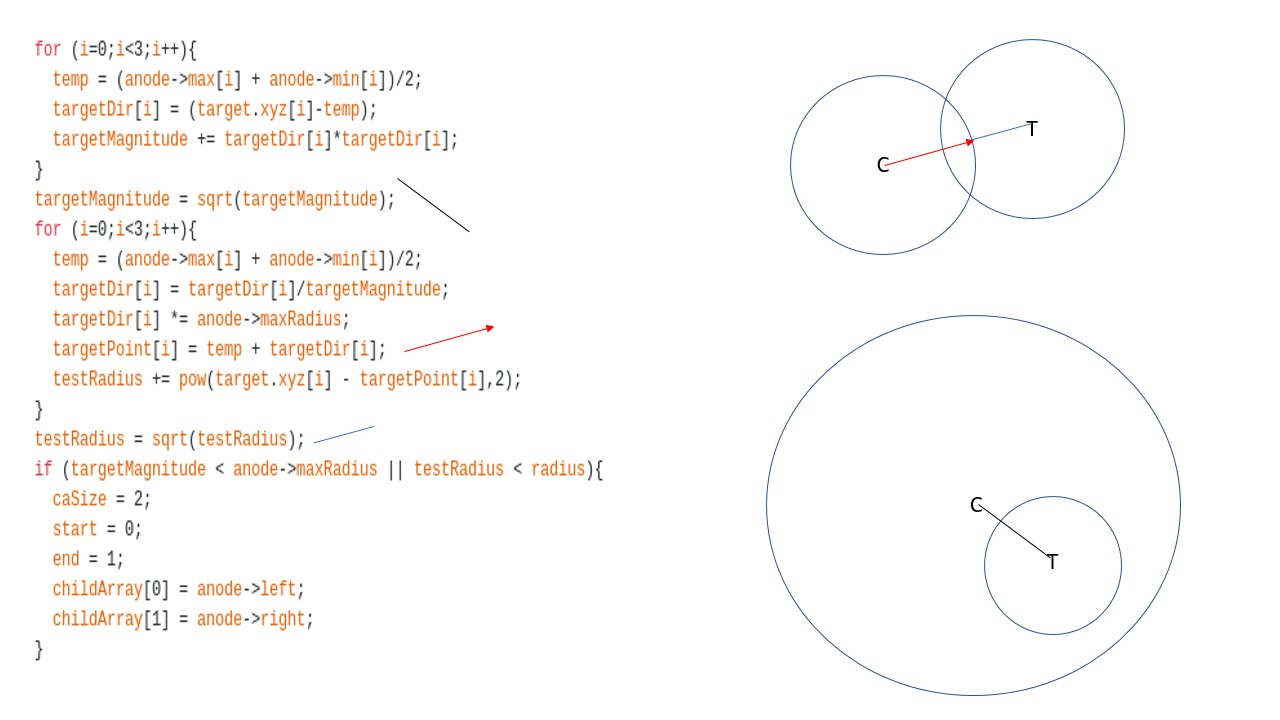 for (i=0;i<3;i++){
  temp = (anode->max[i] + anode->min[i])/2;
  targetDir[i] = (target.xyz[i]-temp);
  targetMagnitude += targetDir[i]*targetDir[i];
}
targetMagnitude = sqrt(targetMagnitude);
for (i=0;i<3;i++){
  temp = (anode->max[i] + anode->min[i])/2;
  targetDir[i] = targetDir[i]/targetMagnitude;
  targetDir[i] *= anode->maxRadius;
  targetPoint[i] = temp + targetDir[i];
  testRadius += pow(target.xyz[i] - targetPoint[i],2);
}
testRadius = sqrt(testRadius);
if (targetMagnitude < anode->maxRadius || testRadius < radius){
  caSize = 2;
  start = 0;
  end = 1;
  childArray[0] = anode->left;
  childArray[1] = anode->right;
}
T
C
C
T